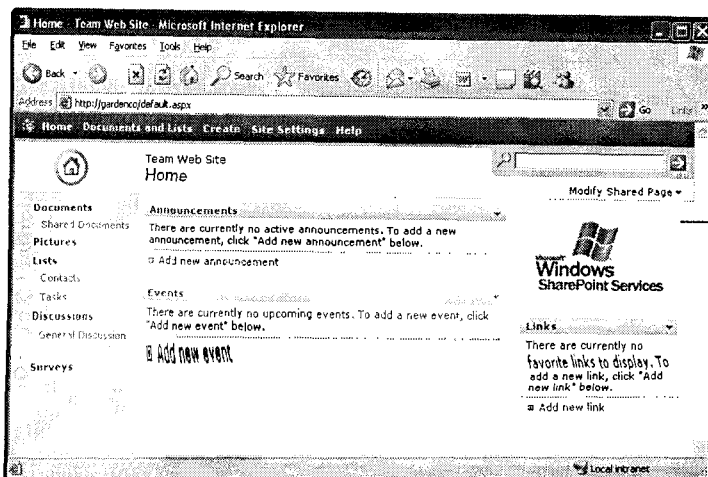 Home - Team Web Site - Microsoft Internet Explorer
File Edit View Favorites Tools Help
Back Search Favorites
Address http://gardenco/default.aspx Go Links »
Home Documents and Lists Create Site Settings Help
Team Web Site
Home
Modify Shared Page
Documents
Shared Documents
Pictures
Lists
Contacts
Tasks
Discussions
General Discussion
Surveys
Announcements
There are currently no active announcements. To add a new
announcement, click "Add new announcement" below.
Add new announcement
Events
There are currently no upcoming events. To add a new event, click
"Add new event" below.
Add new event
Microsoft
Windows
SharePoint Services
Links
There are currently no
favorite links to display. To
add a new link, click "Add
new link" below.
Add new link
Local intranet